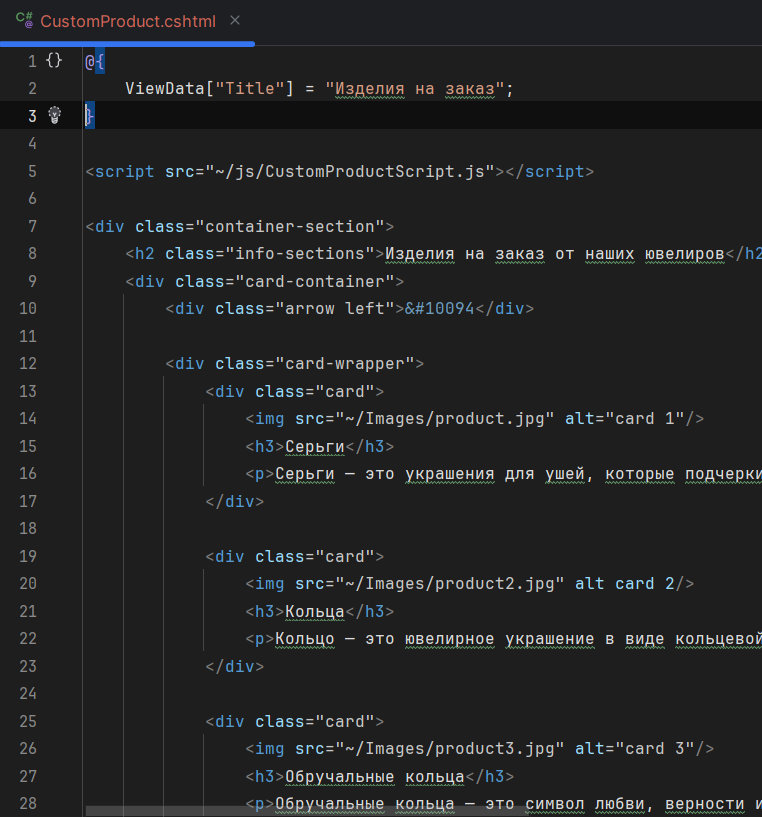 C# @ CustomProduct.cshtml ×
1 {} @{
2 ViewData["Title"] = "Изделия на заказ";
3 }
4
5 <script src="~/js/CustomProductScript.js"></script>
6
7 <div class="container-section">
8 <h2 class="info-sections">Изделия на заказ от наших ювелиров</h2
9 <div class="card-container">
10 <div class="arrow left">&#10094</div>
11
12 <div class="card-wrapper">
13 <div class="card">
14 <img src="~/Images/product.jpg" alt="card 1"/>
15 <h3>Серьги</h3>
16 <p>Серьги — это украшения для ушей, которые подчерки
17 </div>
18
19 <div class="card">
20 <img src="~/Images/product2.jpg" alt card 2/>
21 <h3>Кольца</h3>
22 <p>Кольцо — это ювелирное украшение в виде кольцевой
23 </div>
24
25 <div class="card">
26 <img src="~/Images/product3.jpg" alt="card 3"/>
27 <h3>Обручальные кольца</h3>
28 <p>Обручальные кольца — это символ любви, верности и